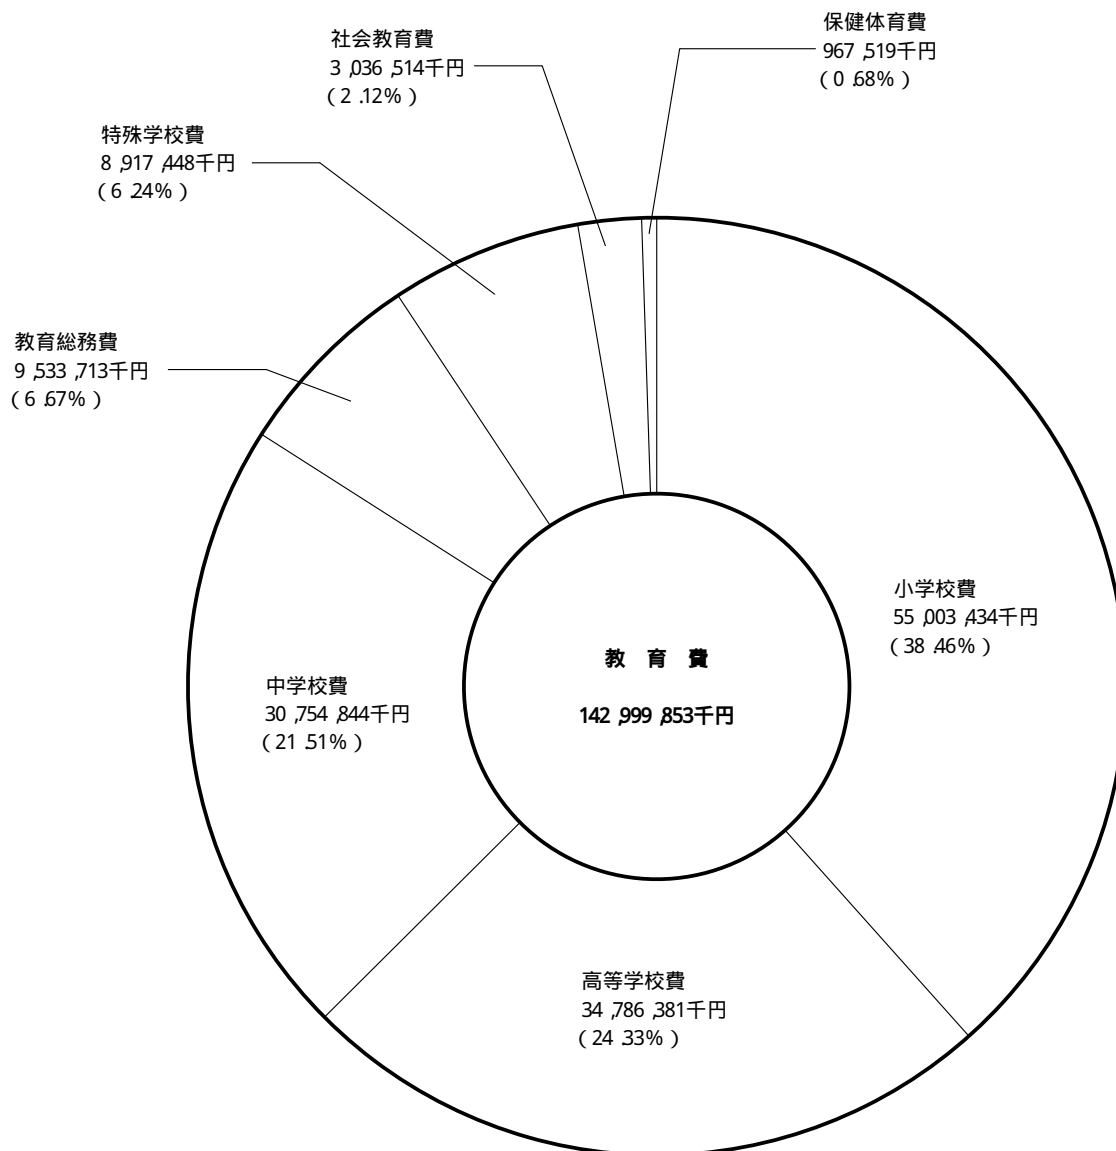 保健体育費
967,519千円
(0.68%)
社会教育費
3,036,514千円
(2.12%)
特殊学校費
8,917,448千円
(6.24%)
教育総務費
9,533,713千円
(6.67%)
小学校費
55,003,434千円
(38.46%)
教育費
142,999,853千円
中学校費
30,754,844千円
(21.51%)
高等学校費
34,786,381千円
(24.33%)